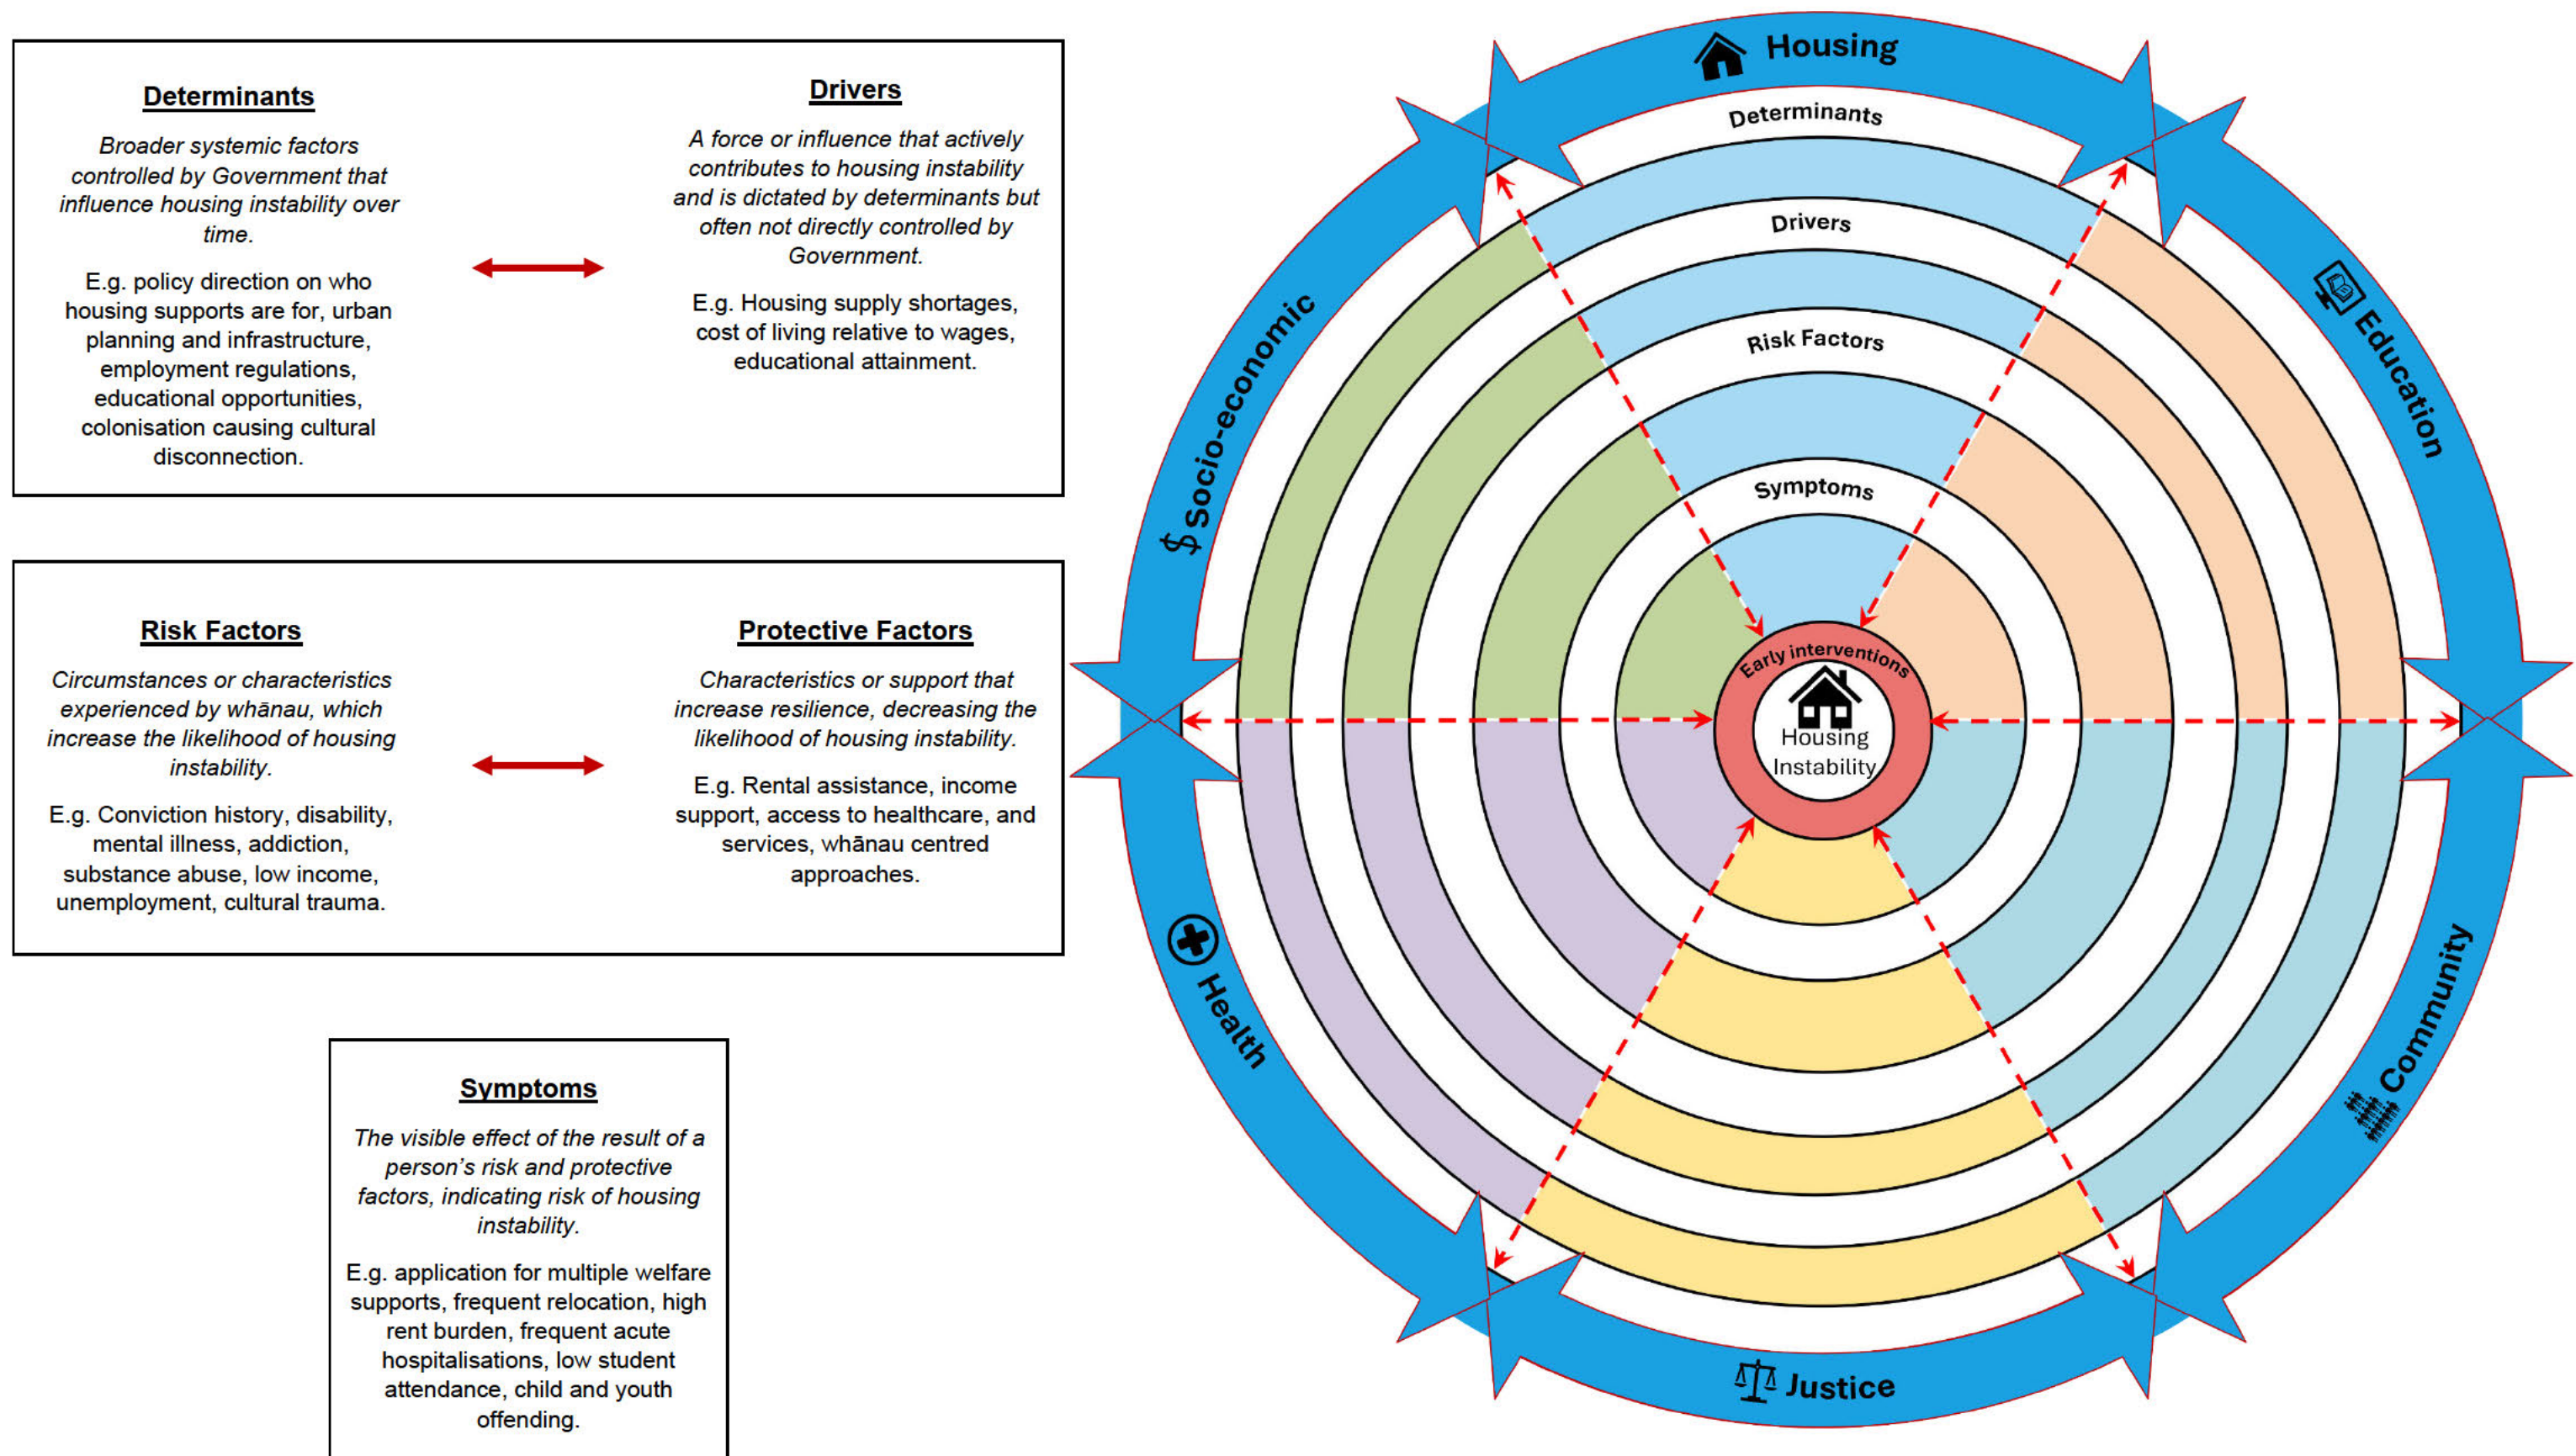 Determinants
Broader systemic factors
controlled by Government that
influence housing instability over
time.
E.g. policy direction on who
housing supports are for, urban
planning and infrastructure,
employment regulations,
educational opportunities,
colonisation causing cultural
disconnection.
Drivers
A force or influence that actively
contributes to housing instability
and is dictated by determinants but
often not directly controlled by
Government.
E.g. Housing supply shortages,
cost of living relative to wages,
educational attainment.
Risk Factors
Circumstances or characteristics
experienced by whānau, which
increase the likelihood of housing
instability.
E.g. Conviction history, disability,
mental illness, addiction,
substance abuse, low income,
unemployment, cultural trauma.
Protective Factors
Characteristics or support that
increase resilience, decreasing the
likelihood of housing instability.
E.g. Rental assistance, income
support, access to healthcare, and
services, whānau centred
approaches.
Symptoms
The visible effect of the result of a
person's risk and protective
factors, indicating risk of housing
instability.
E.g. application for multiple welfare
supports, frequent relocation, high
rent burden, frequent acute
hospitalisations, low student
attendance, child and youth
offending.
Housing
Determinants
Drivers
Risk Factors
Symptoms
Early interventions
Housing
Instability
$ Socio-economic
Education
Health
Community
Justice